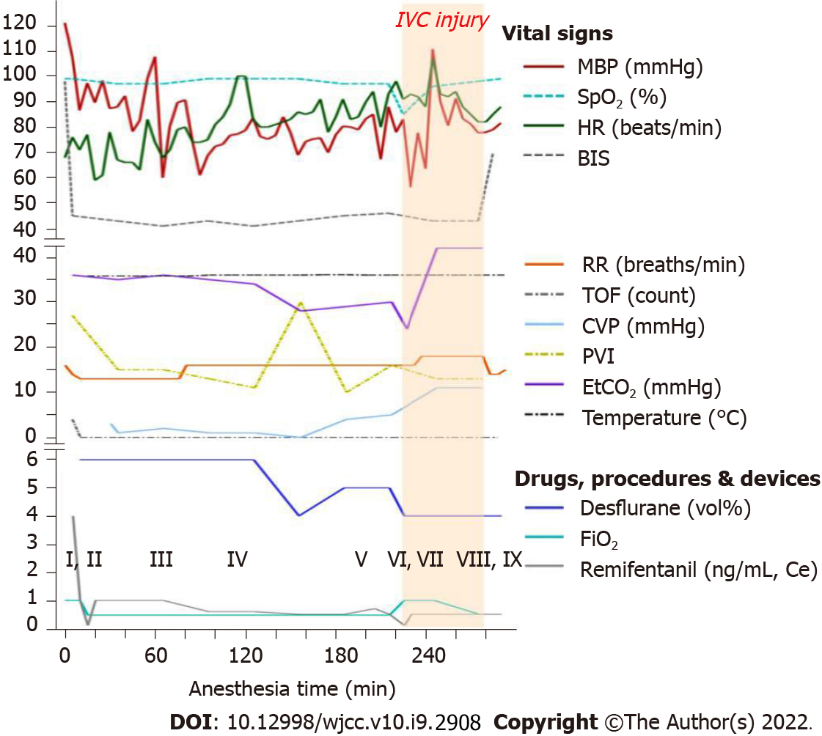 IVC injury
120
110
100
90
80
70
60
50
40
Vital signs
MBP (mmHg)
SpO₂ (%)
HR (beats/min)
BIS
40
30
20
10
0
RR (breaths/min)
TOF (count)
CVP (mmHg)
PVI
EtCO₂ (mmHg)
Temperature (°C)
6
5
4
3
2
1
0
I, II III IV V VI, VII VIII, IX
Drugs, procedures & devices
Desflurane (vol%)
FiO₂
Remifentanil (ng/mL, Ce)
0 60 120 180 240
Anesthesia time (min)
DOI: 10.12998/wjcc.v10.i9.2908 Copyright ©The Author(s) 2022.